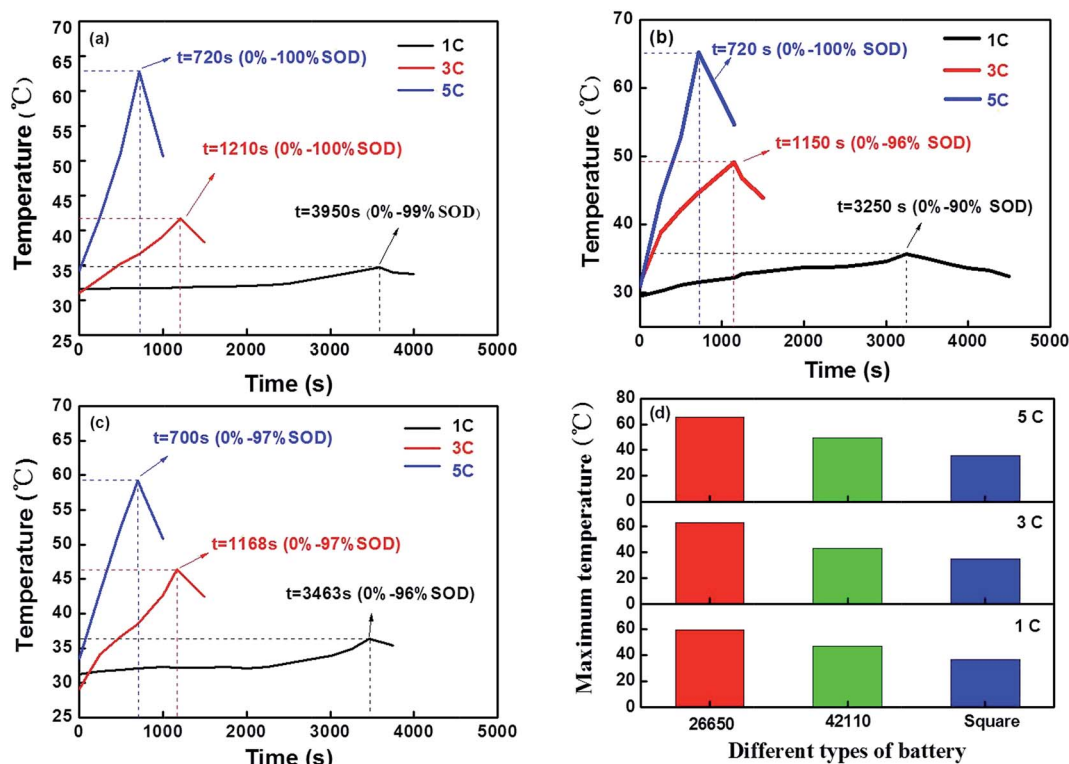 (a)
1C
3C
5C
t=720s (0%-100%SOD)
t=1210s (0%-100%SOD)
t=3950s (0%-99%SOD)
Temperature (℃)
70
65
60
55
50
45
40
35
30
25
0 1000 2000 3000 4000 5000
Time (s)
(b)
1C
3C
5C
t=720 s (0%-100% SOD)
t=1150 s (0%-96% SOD)
t=3250 s (0%-90% SOD)
Temperature (℃)
70
60
50
40
30
0 1000 2000 3000 4000 5000
Time (s)
(c)
1C
3C
5C
t=700s (0%-97%SOD)
t=1168s (0%-97%SOD)
t=3463s (0%-96%SOD)
Temperature (℃)
70
65
60
55
50
45
40
35
30
25
0 1000 2000 3000 4000 5000
Time (s)
(d)
5 C
3 C
1 C
Maximum temperature (℃)
80
60
40
20
0
60
40
20
0
60
40
20
0
26650 42110 Square
Different types of battery